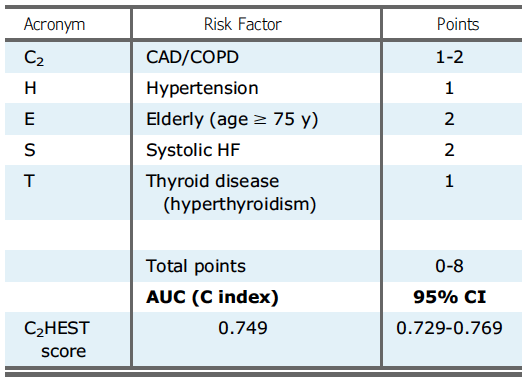 Acronym Risk Factor Points
C₂ CAD/COPD 1-2
H Hypertension 1
E Elderly (age ≥ 75 y) 2
S Systolic HF 2
T Thyroid disease 1
(hyperthyroidism)
Total points 0-8
AUC (C index) 95% CI
C₂HEST 0.749 0.729-0.769
score